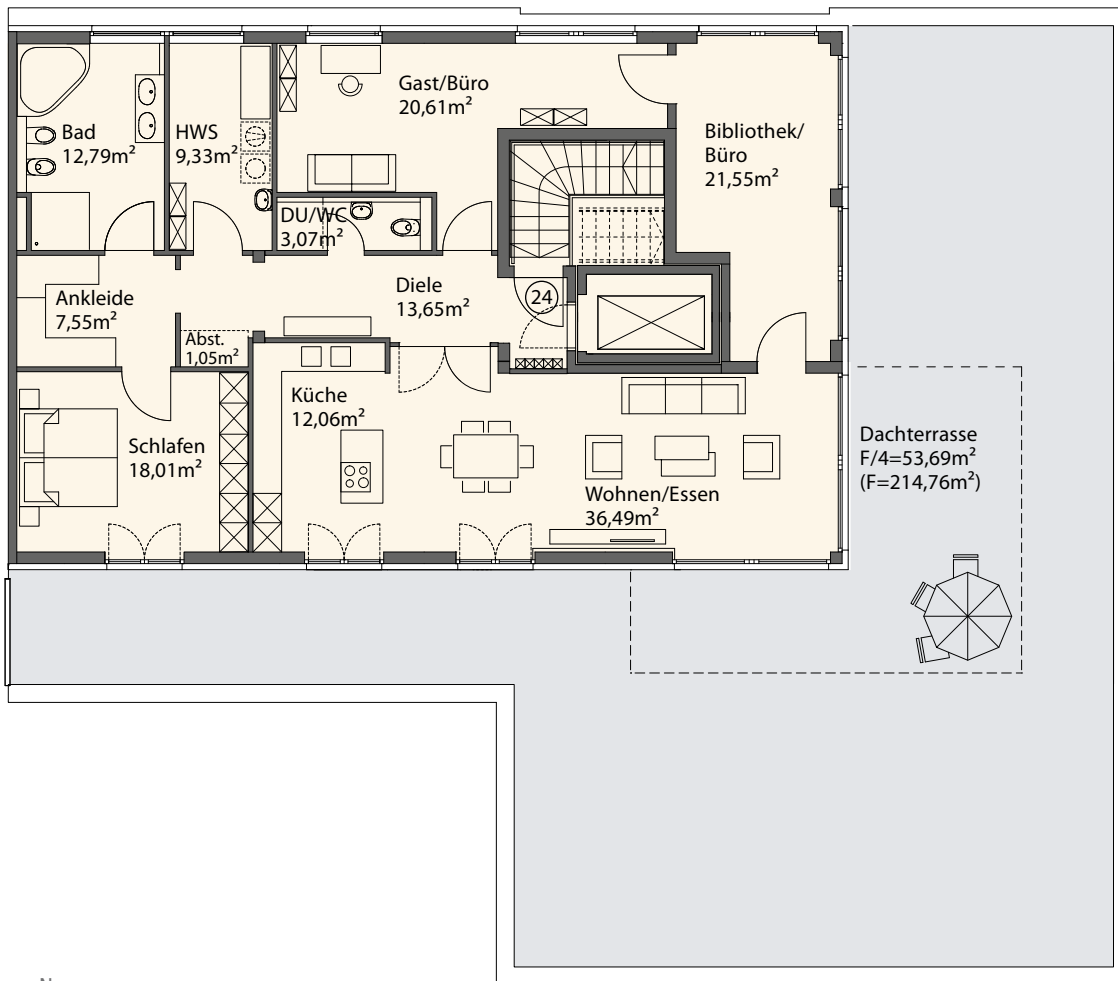 Gast/Büro
20,61m²
Bad
12,79m²
HWS
9,33m²
Bibliothek/
Büro
21,55m²
DU/WC
3,07m²
Ankleide
7,55m²
Diele
13,65m²
24
Abst.
1,05m²
Küche
12,06m²
Schlafen
18,01m²
Wohnen/Essen
36,49m²
Dachterrasse
F/4=53,69m²
(F=214,76m²)
N